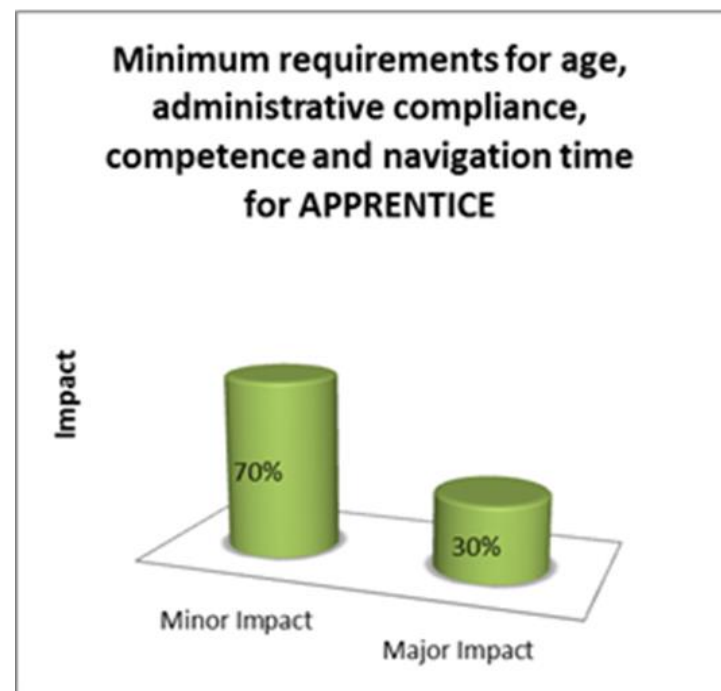 Minimum requirements for age,
administrative compliance,
competence and navigation time
for APPRENTICE
Impact
70%
30%
Minor Impact
Major Impact